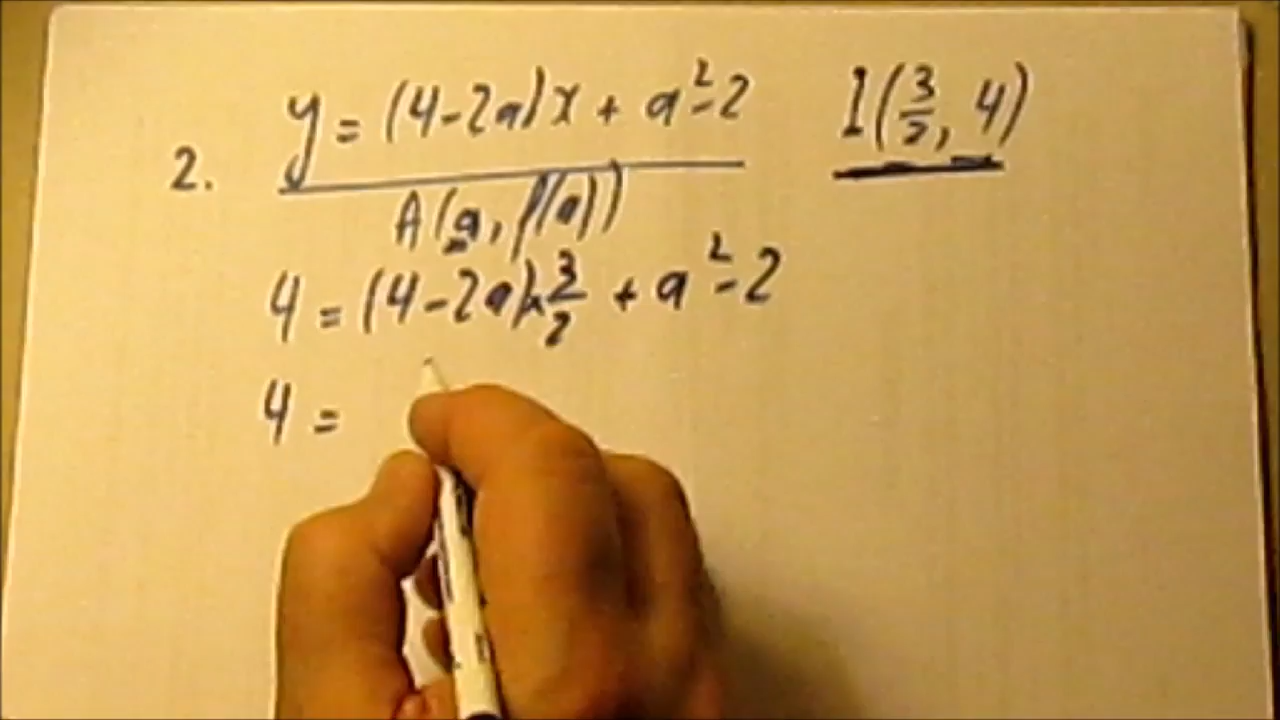 2. y = (4-2a)x + a²-2 I(3/2, 4)
A(a, f(a))
4 = (4-2a)×3/2 + a²-2
4 =